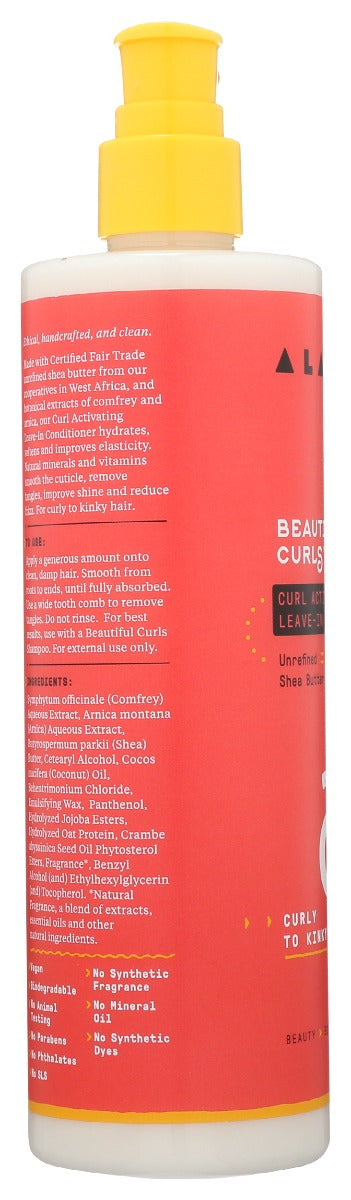 Ethical, handcrafted, and clean.
Made with Certified Fair Trade
unrefined shea butter from our
cooperatives in West Africa, and
botanical extracts of comfrey and
arnica, our Curl Activating
Leave-In Conditioner hydrates,
softens and improves elasticity.
Natural minerals and vitamins
smooth the cuticle, remove
tangles, improve shine and reduce
frizz. For curly to kinky hair.
TO USE:
Apply a generous amount onto
clean, damp hair. Smooth from
roots to ends, until fully absorbed.
Use a wide tooth comb to remove
tangles. Do not rinse. For best
results, use with a Beautiful Curls
Shampoo. For external use only.
INGREDIENTS:
Symphytum officinale (Comfrey)
Aqueous Extract, Arnica montana
(Arnica) Aqueous Extract,
Butyrospermum parkii (Shea)
Butter, Cetearyl Alcohol, Cocos
nucifera (Coconut) Oil,
Behentrimonium Chloride,
Emulsifying Wax, Panthenol,
Hydrolyzed Jojoba Esters,
Hydrolyzed Oat Protein, Crambe
abyssinica Seed Oil Phytosterol
Esters, Fragrance*, Benzyl
Alcohol (and) Ethylhexylglycerin
(and) Tocopherol. *Natural
Fragrance, a blend of extracts,
essential oils and other
natural ingredients.
Vegan
Biodegradable
No Animal
Testing
No Parabens
No Phthalates
No SLS
No Synthetic
Fragrance
No Mineral
Oil
No Synthetic
Dyes
ALA
BEAUTI
CURLS
CURL ACT
LEAVE-IN
Unrefined
Shea Butter
CURLY
TO KINK
BEAUTY